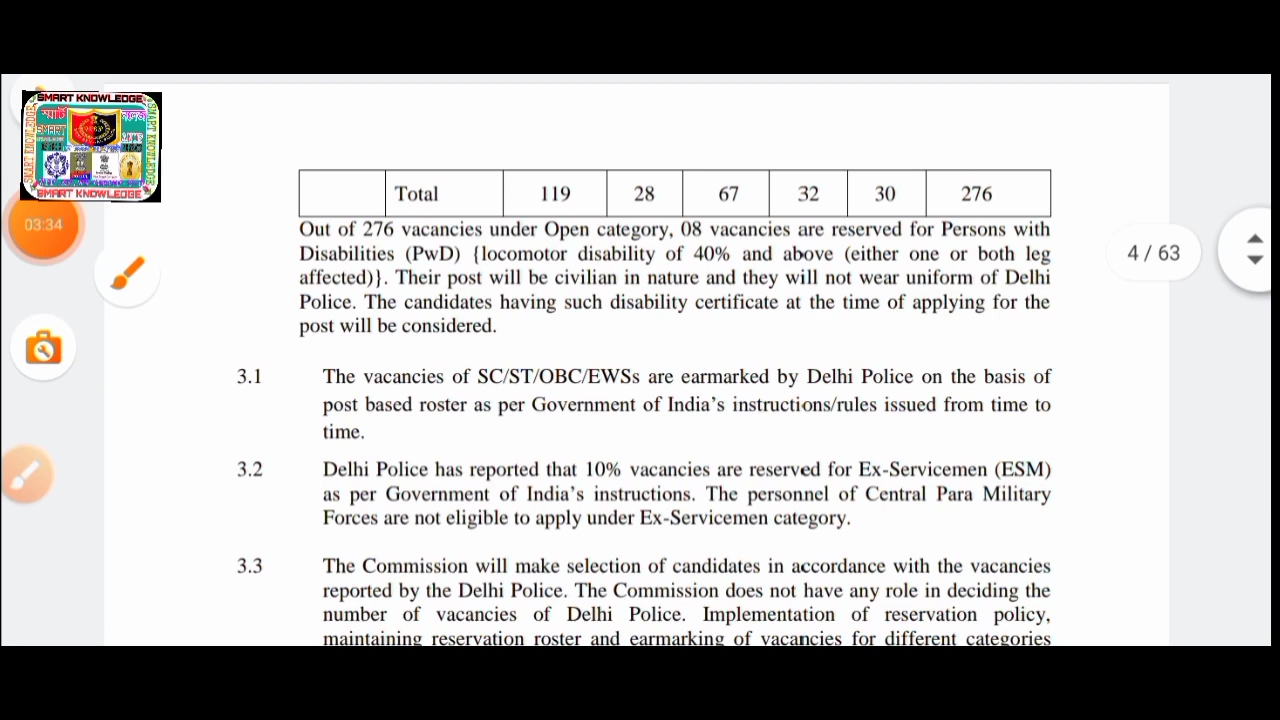 SMART KNOWLEDGE
SMART KNOWLEDGE
স্মার্ট
SMART
SMART KNOWLEDGE
SMART KNOWLEDGE
03:34
Total 119 28 67 32 30 276
Out of 276 vacancies under Open category, 08 vacancies are reserved for Persons with
Disabilities (PwD) {locomotor disability of 40% and above (either one or both leg
affected)}. Their post will be civilian in nature and they will not wear uniform of Delhi
Police. The candidates having such disability certificate at the time of applying for the
post will be considered.
4 / 63
3.1 The vacancies of SC/ST/OBC/EWSs are earmarked by Delhi Police on the basis of
post based roster as per Government of India's instructions/rules issued from time to
time.
3.2 Delhi Police has reported that 10% vacancies are reserved for Ex-Servicemen (ESM)
as per Government of India's instructions. The personnel of Central Para Military
Forces are not eligible to apply under Ex-Servicemen category.
3.3 The Commission will make selection of candidates in accordance with the vacancies
reported by the Delhi Police. The Commission does not have any role in deciding the
number of vacancies of Delhi Police. Implementation of reservation policy,
maintaining reservation roster and earmarking of vacancies for different categories